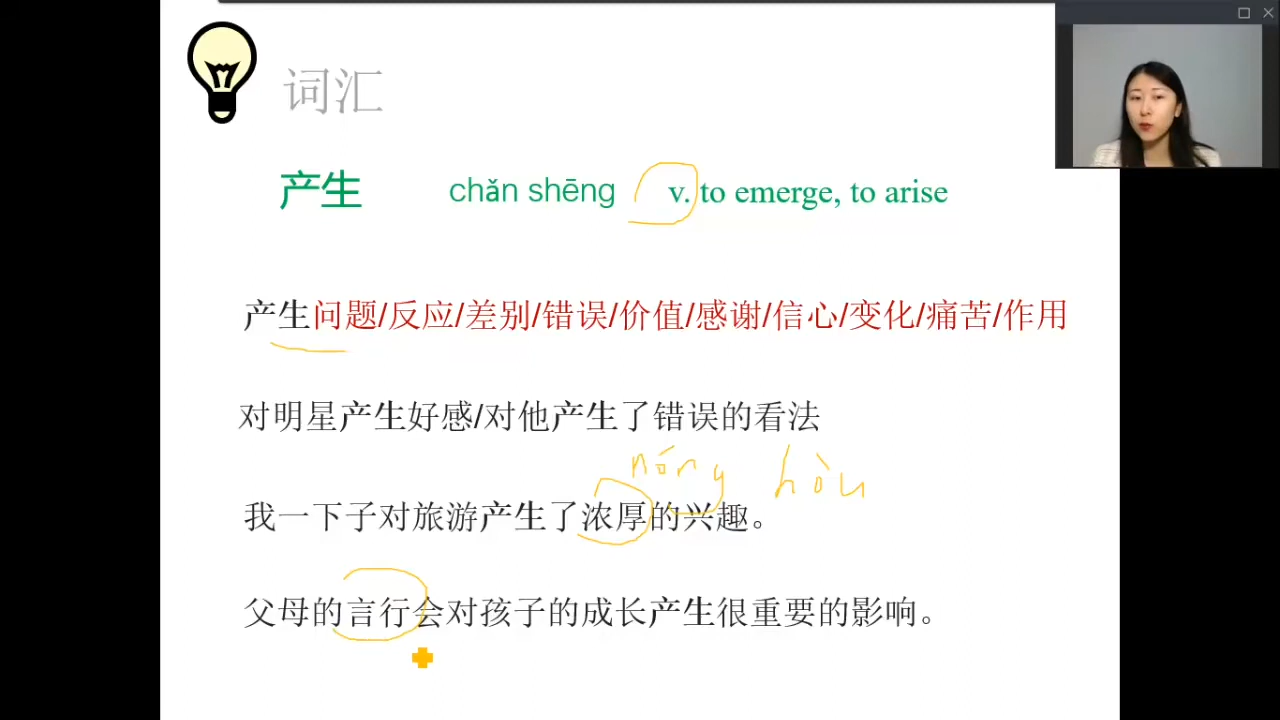 词汇
产生 chǎn shēng v. to emerge, to arise
产生问题/反应/差别/错误/价值/感谢/信心/变化/痛苦/作用
对明星产生好感/对他产生了错误的看法
nóng hòu
我一下子对旅游产生了浓厚的兴趣。
父母的言行会对孩子的成长产生很重要的影响。